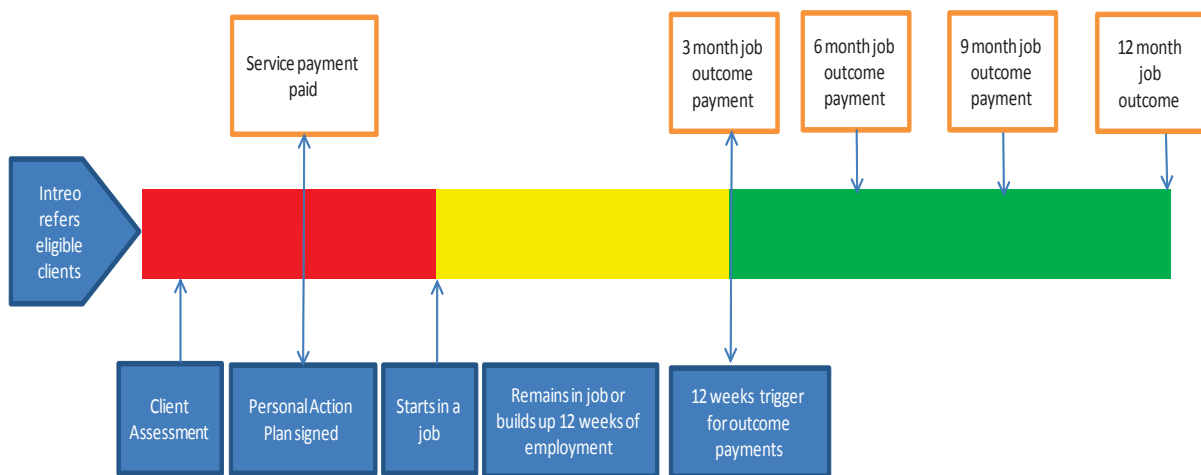 Service payment
paid
3 month job
outcome
payment
6 month job
outcome
payment
9 month job
outcome
payment
12 month
job
outcome
Intreo
refers
eligible
clients
Client
Assessment
Personal Action
Plan signed
Starts in a
job
Remains in job or
builds up 12 weeks of
employment
12 weeks trigger
for outcome
payments